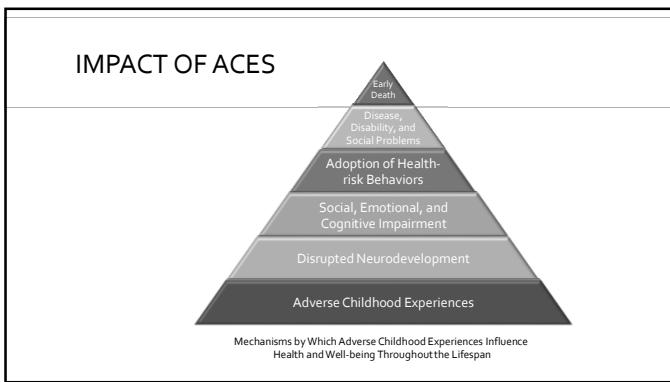 IMPACT OF ACES
Early
Death
Disease,
Disability, and
Social Problems
Adoption of Health-
risk Behaviors
Social, Emotional, and
Cognitive Impairment
Disrupted Neurodevelopment
Adverse Childhood Experiences
Mechanisms by Which Adverse Childhood Experiences Influence
Health and Well-being Throughout the Lifespan